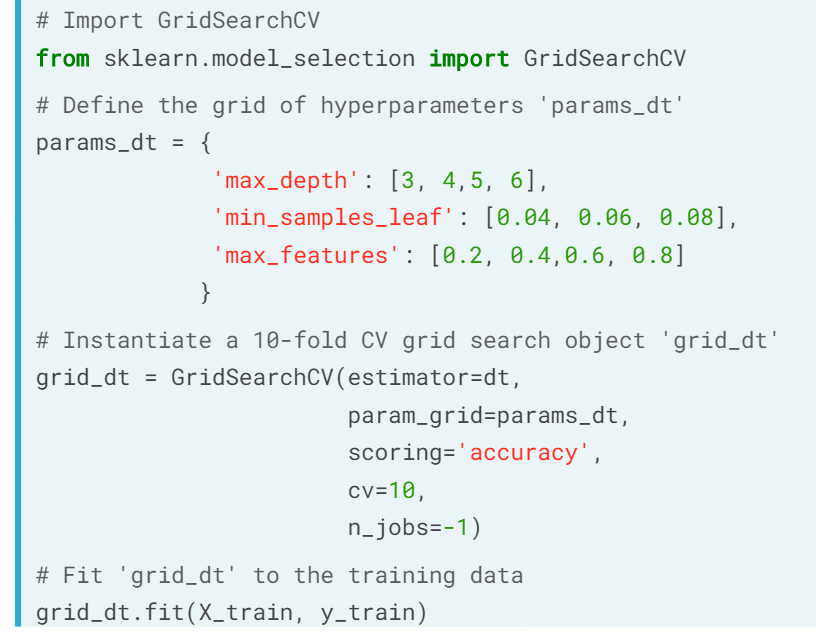 # Import GridSearchCV
from sklearn.model_selection import GridSearchCV
# Define the grid of hyperparameters 'params_dt'
params_dt = {
             'max_depth': [3, 4,5, 6],
             'min_samples_leaf': [0.04, 0.06, 0.08],
             'max_features': [0.2, 0.4,0.6, 0.8]
            }
# Instantiate a 10-fold CV grid search object 'grid_dt'
grid_dt = GridSearchCV(estimator=dt,
                       param_grid=params_dt,
                       scoring='accuracy',
                       cv=10,
                       n_jobs=-1)
# Fit 'grid_dt' to the training data
grid_dt.fit(X_train, y_train)